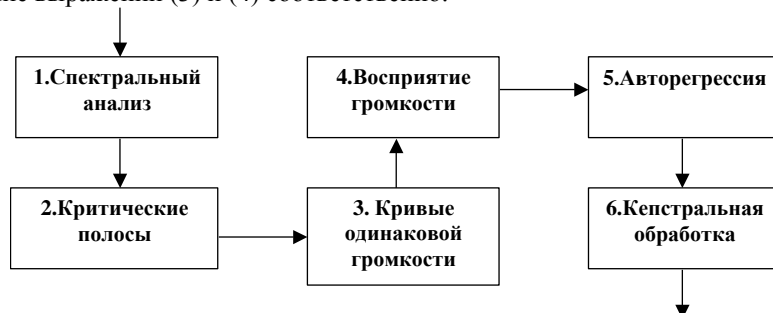 1.Спектральный
анализ
2.Критические
полосы
3. Кривые
одинаковой
громкости
4.Восприятие
громкости
5.Авторегрессия
6.Кепстральная
обработка